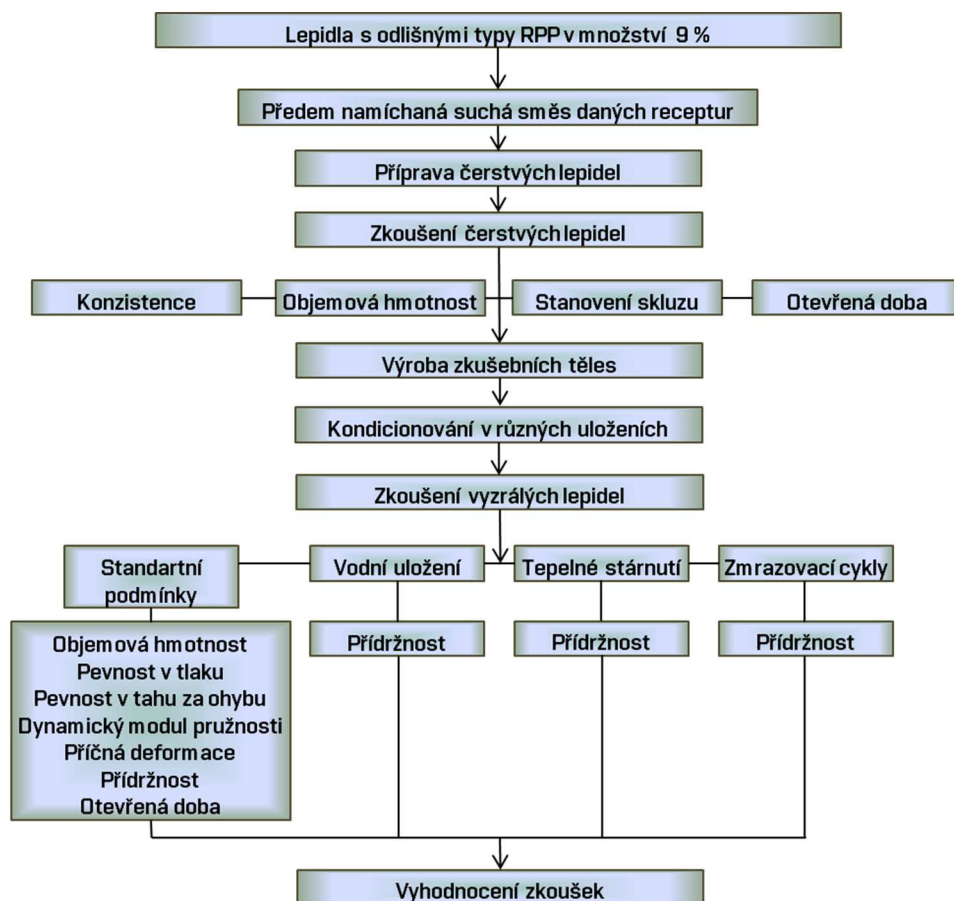 Lepidla s odlišnými typy RPP v množství 9 %
Předem namíchaná suchá směs daných receptur
Příprava čerstvých lepidel
Zkoušení čerstvých lepidel
Konzistence
Objemová hmotnost
Stanovení skluzu
Otevřená doba
Výroba zkušebních těles
Kondicionování v různých uloženích
Zkoušení vyzrálých lepidel
Standartní
podmínky
Vodní uložení
Tepelné stárnutí
Zmrazovací cykly
Objemová hmotnost
Pevnost v tlaku
Pevnost v tahu za ohybu
Dynamický modul pružnosti
Příčná deformace
Přídržnost
Otevřená doba
Přídržnost
Přídržnost
Přídržnost
Vyhodnocení zkoušek